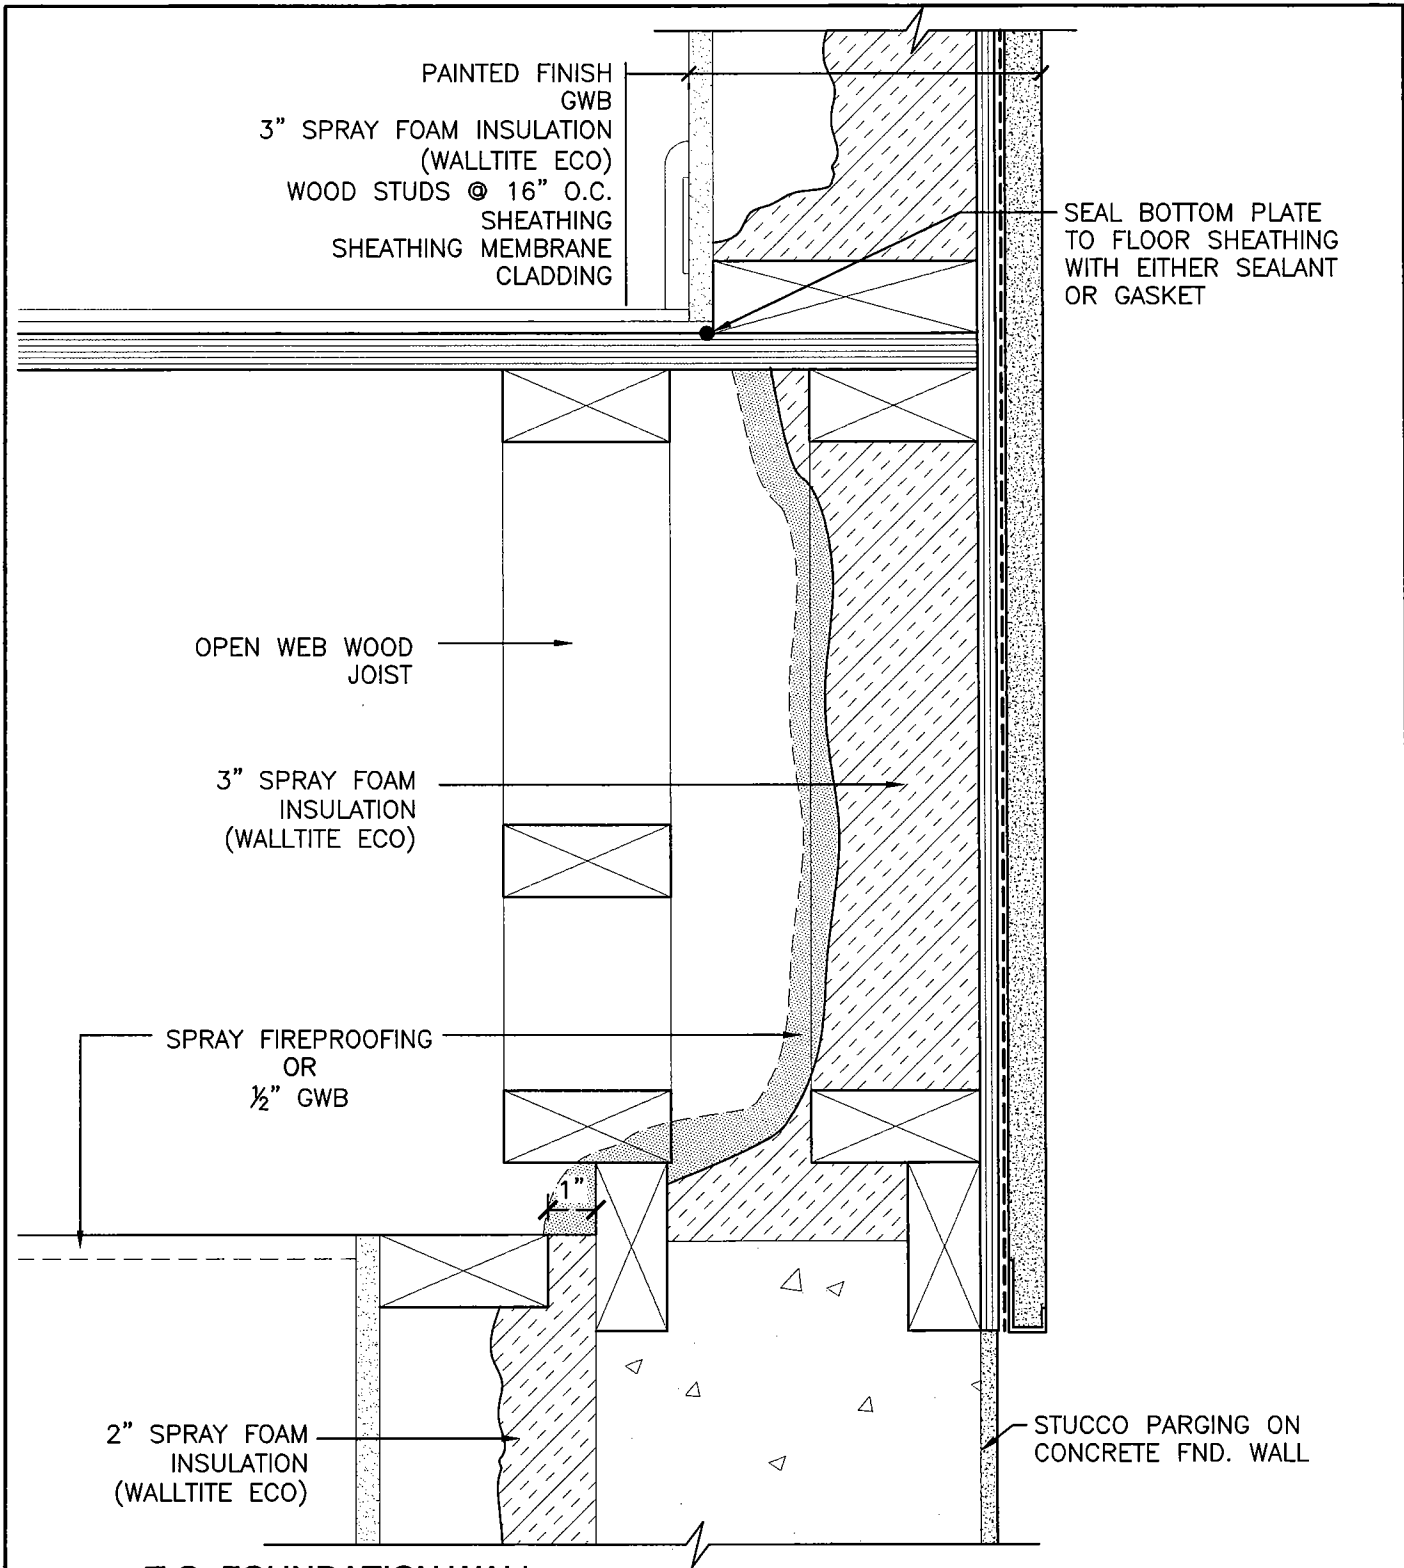 PAINTED FINISH
GWB
3" SPRAY FOAM INSULATION
(WALLTITE ECO)
WOOD STUDS @ 16" O.C.
SHEATHING
SHEATHING MEMBRANE
CLADDING
SEAL BOTTOM PLATE
TO FLOOR SHEATHING
WITH EITHER SEALANT
OR GASKET
OPEN WEB WOOD
JOIST
3" SPRAY FOAM
INSULATION
(WALLTITE ECO)
SPRAY FIREPROOFING
OR
½" GWB
1"
2" SPRAY FOAM
INSULATION
(WALLTITE ECO)
STUCCO PARGING ON
CONCRETE FND. WALL
FOUNDATION WALL